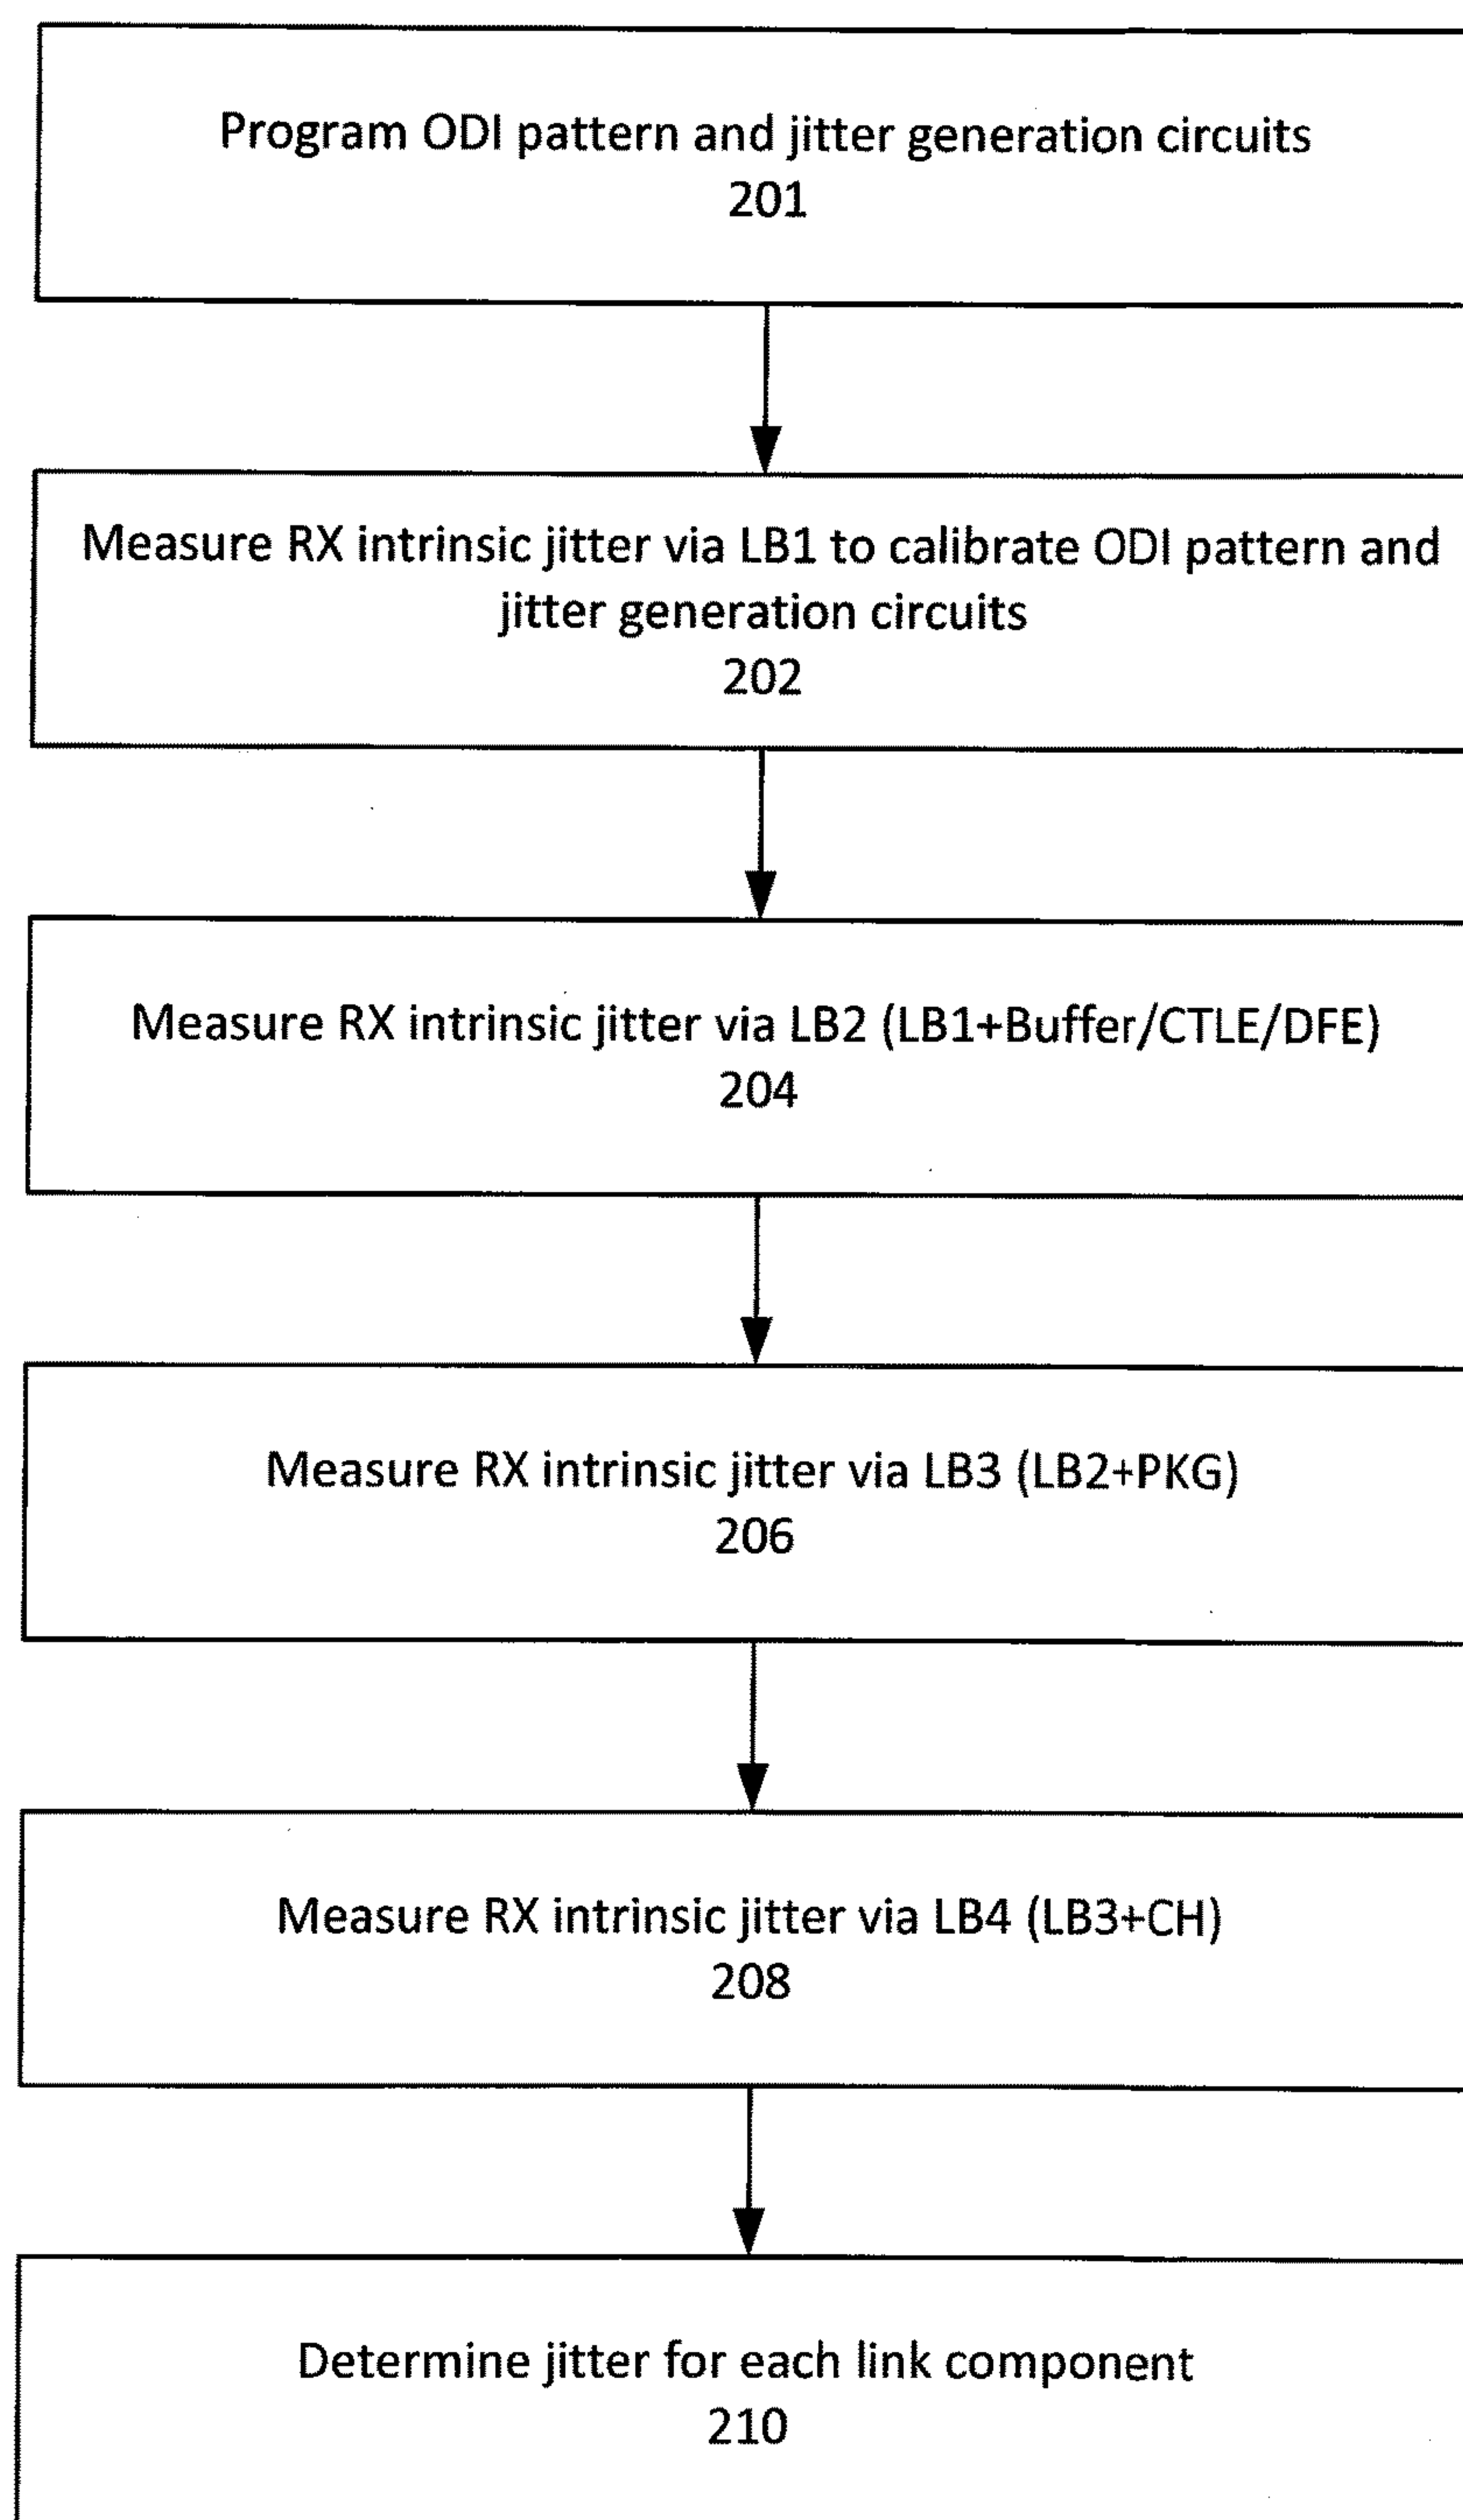 Program ODI pattern and jitter generation circuits
201
Measure RX intrinsic jitter via LB1 to calibrate ODI pattern and
jitter generation circuits
202
Measure RX intrinsic jitter via LB2 (LB1+Buffer/CTLE/DFE)
204
Measure RX intrinsic jitter via LB3 (LB2+PKG)
206
Measure RX intrinsic jitter via LB4 (LB3+CH)
208
Determine jitter for each link component
210